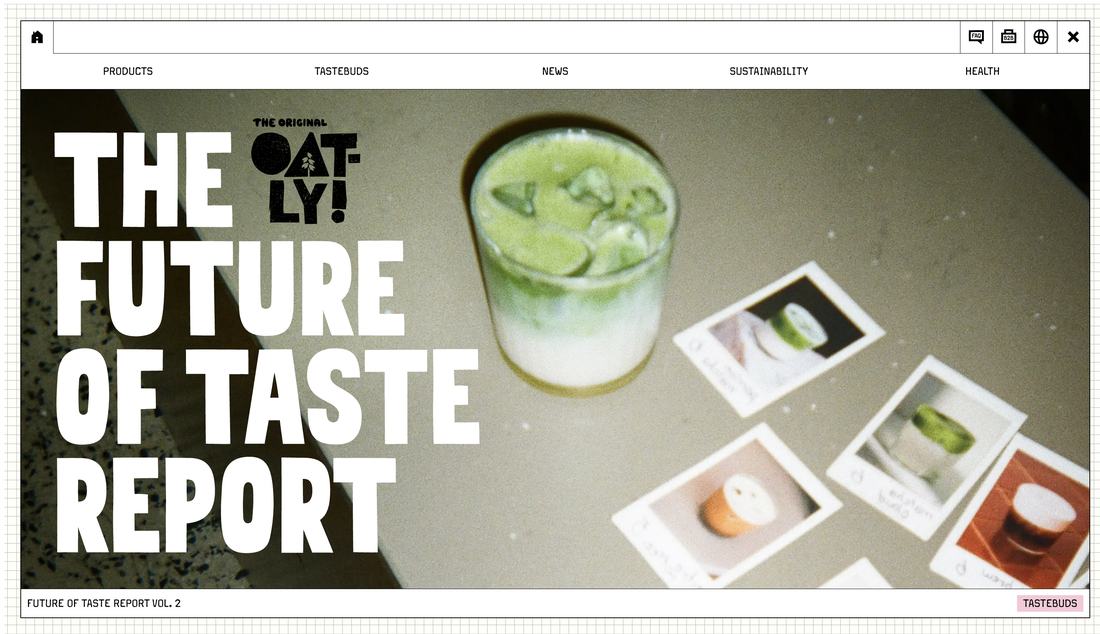 FAQ
B2B
PRODUCTS
TASTEBUDS
NEWS
SUSTAINABILITY
HEALTH
THE
THE ORIGINAL
OAT-
LY!
FUTURE
OF TASTE
REPORT
FUTURE OF TASTE REPORT VOL. 2
TASTEBUDS